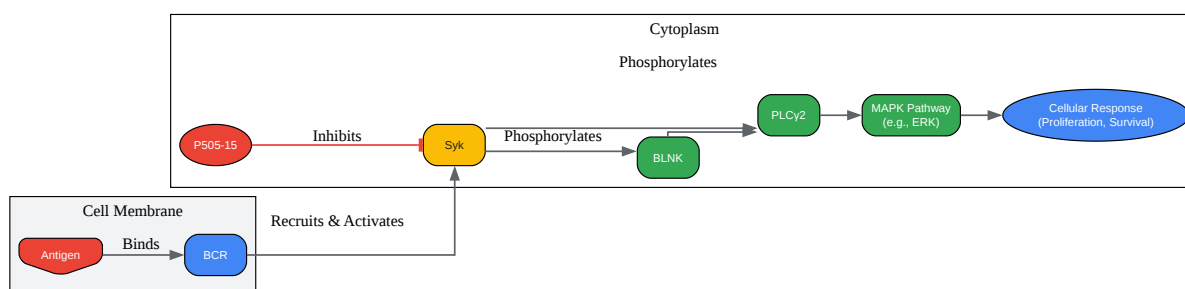 Cytoplasm
Phosphorylates
P505-15
Inhibits
Syk
Phosphorylates
BLNK
PLCγ2
MAPK Pathway
(e.g., ERK)
Cellular Response
(Proliferation, Survival)
Cell Membrane
Antigen
Binds
BCR
Recruits & Activates